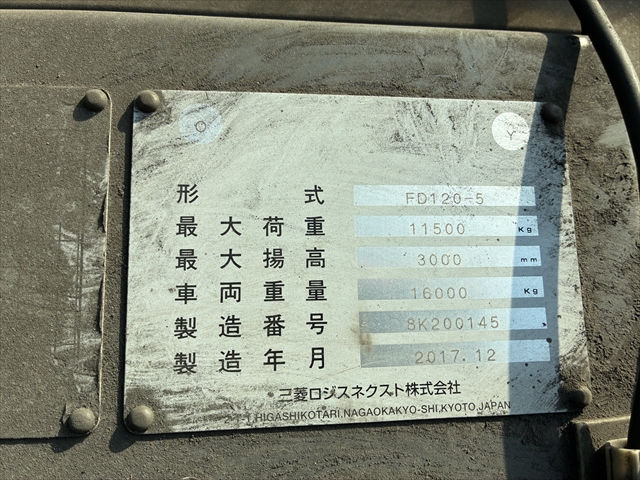 O Y
形式 FD120-5
最大荷重 11500 Kg
最大揚高 3000 mm
車両重量 16000 Kg
製造番号 8K200145
製造年月 2017.12
三菱ロジスネクスト株式会社
1,HIGASHIKOTARI,NAGAOKAKYO-SHI,KYOTO,JAPAN